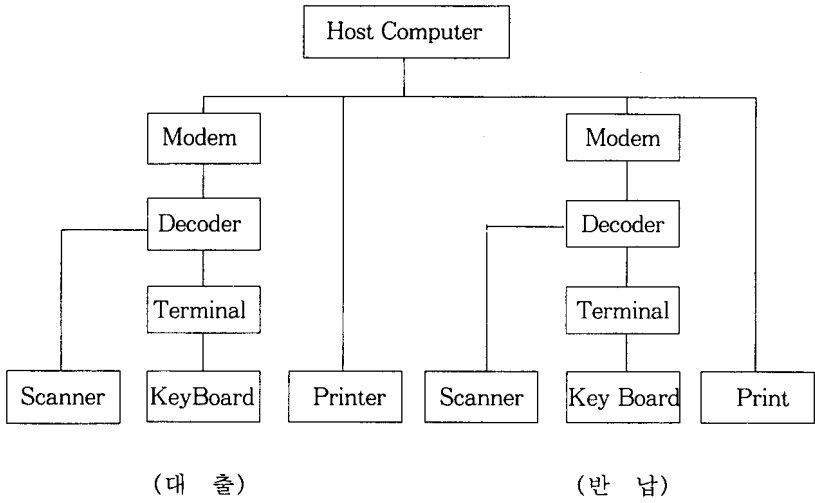 Host Computer
Modem
Modem
Decoder
Decoder
Terminal
Terminal
Scanner
KeyBoard
Printer
Scanner
Key Board
Print
(대 출)
(반 납)